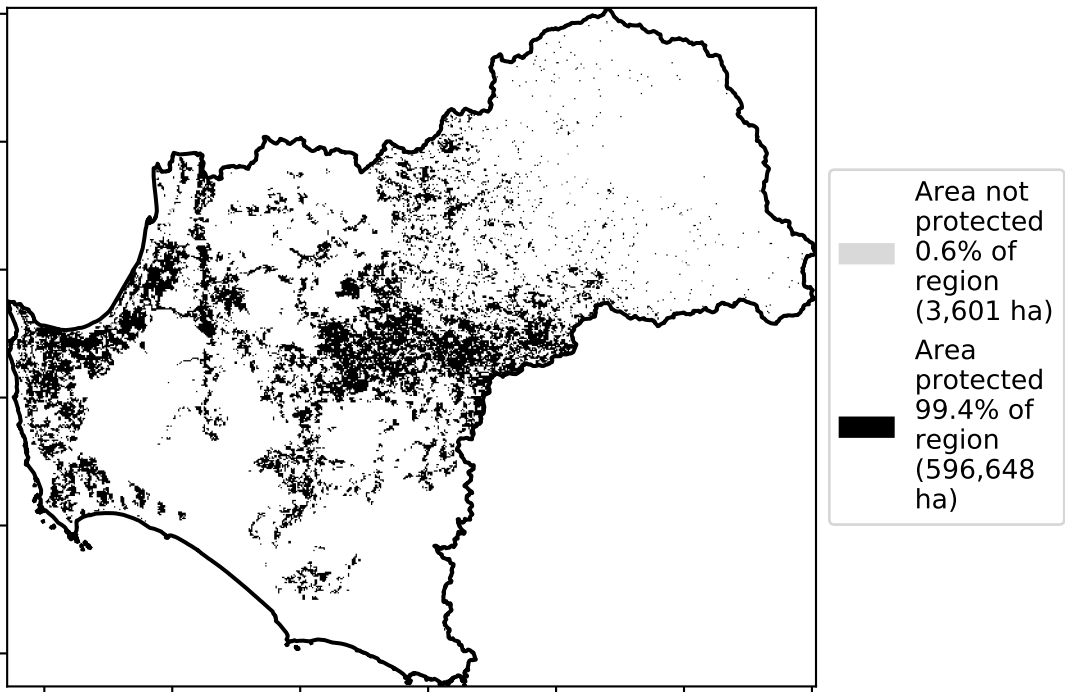 Area not
protected
0.6% of
region
(3,601 ha)
Area
protected
99.4% of
region
(596,648
ha)